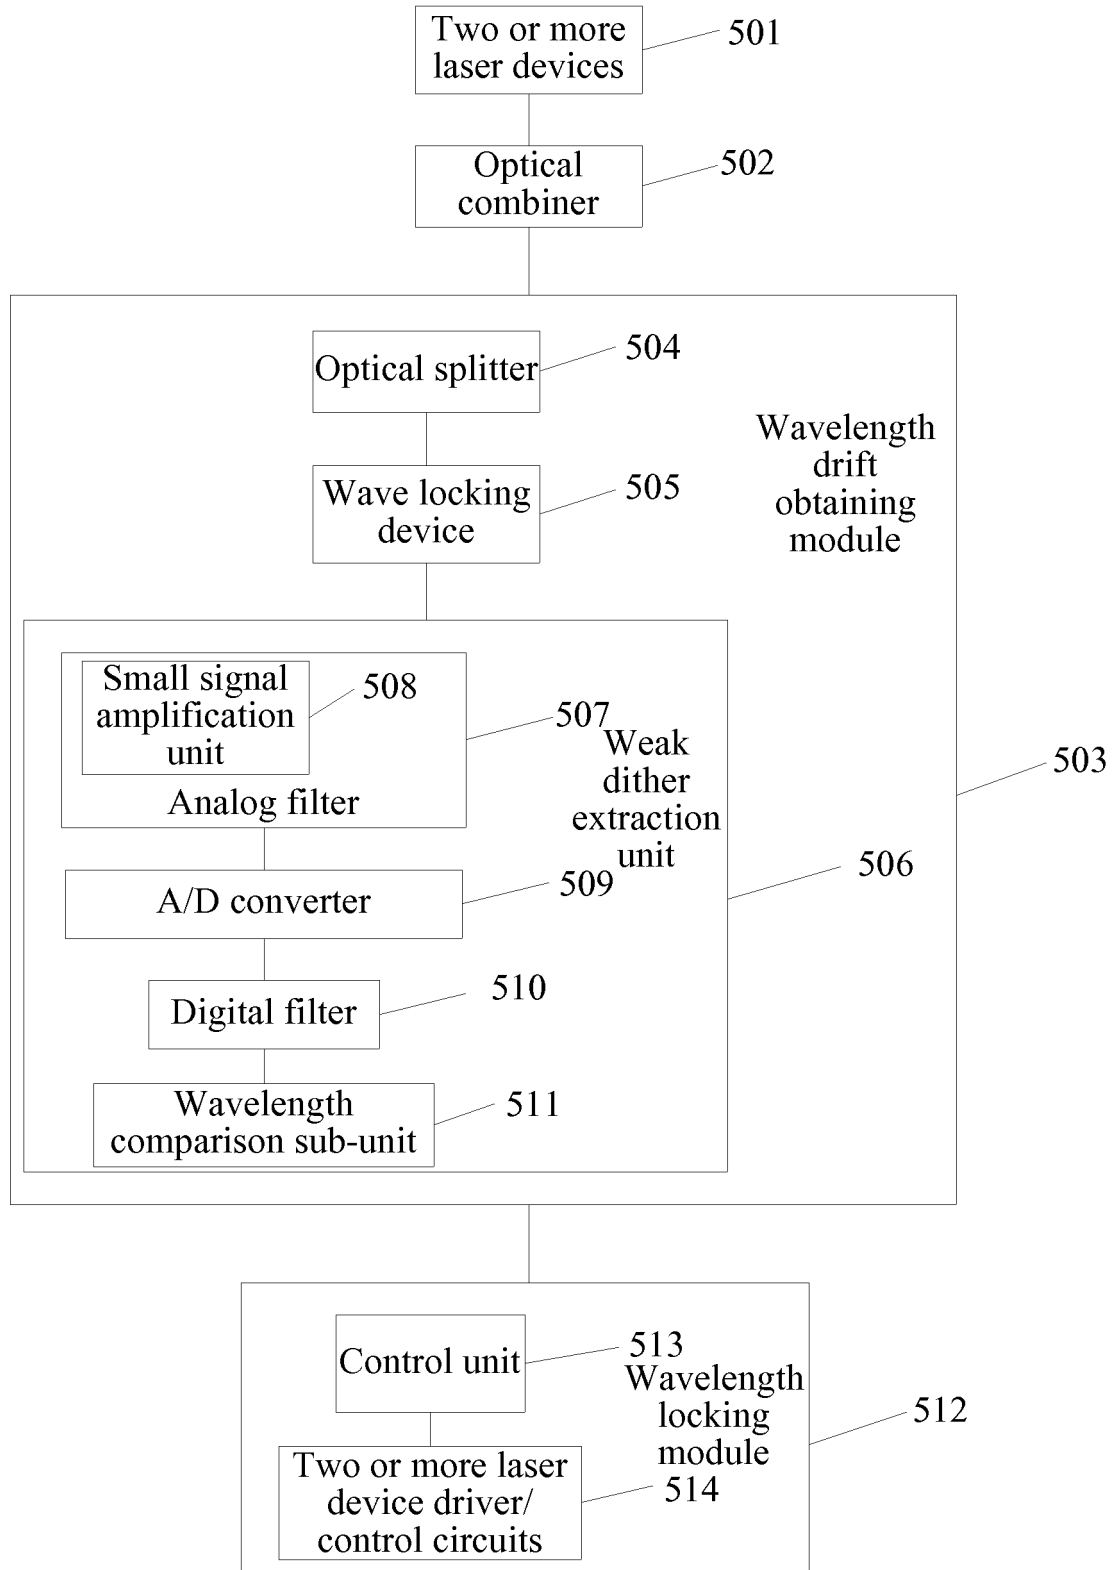 Two or more
laser devices
501
Optical
combiner
502
Optical splitter
504
Wave locking
device
505
Wavelength
drift
obtaining
module
503
Small signal
amplification
unit
508
Analog filter
507
Weak
dither
extraction
unit
506
A/D converter
509
Digital filter
510
Wavelength
comparison sub-unit
511
Control unit
513
Wavelength
locking
module
512
Two or more laser
device driver/
control circuits
514